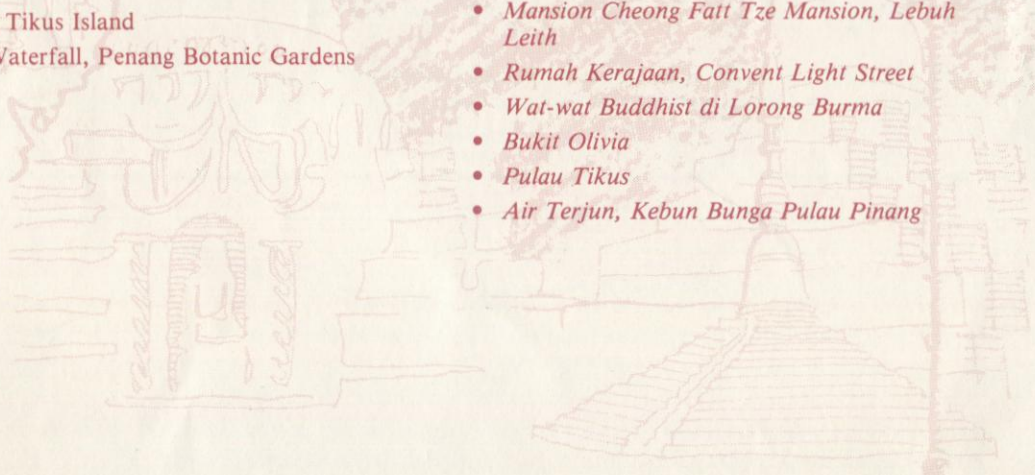 Tikus Island
Waterfall, Penang Botanic Gardens
• Mansion Cheong Fatt Tze Mansion, Lebuh
Leith
• Rumah Kerajaan, Convent Light Street
• Wat-wat Buddhist di Lorong Burma
• Bukit Olivia
• Pulau Tikus
• Air Terjun, Kebun Bunga Pulau Pinang